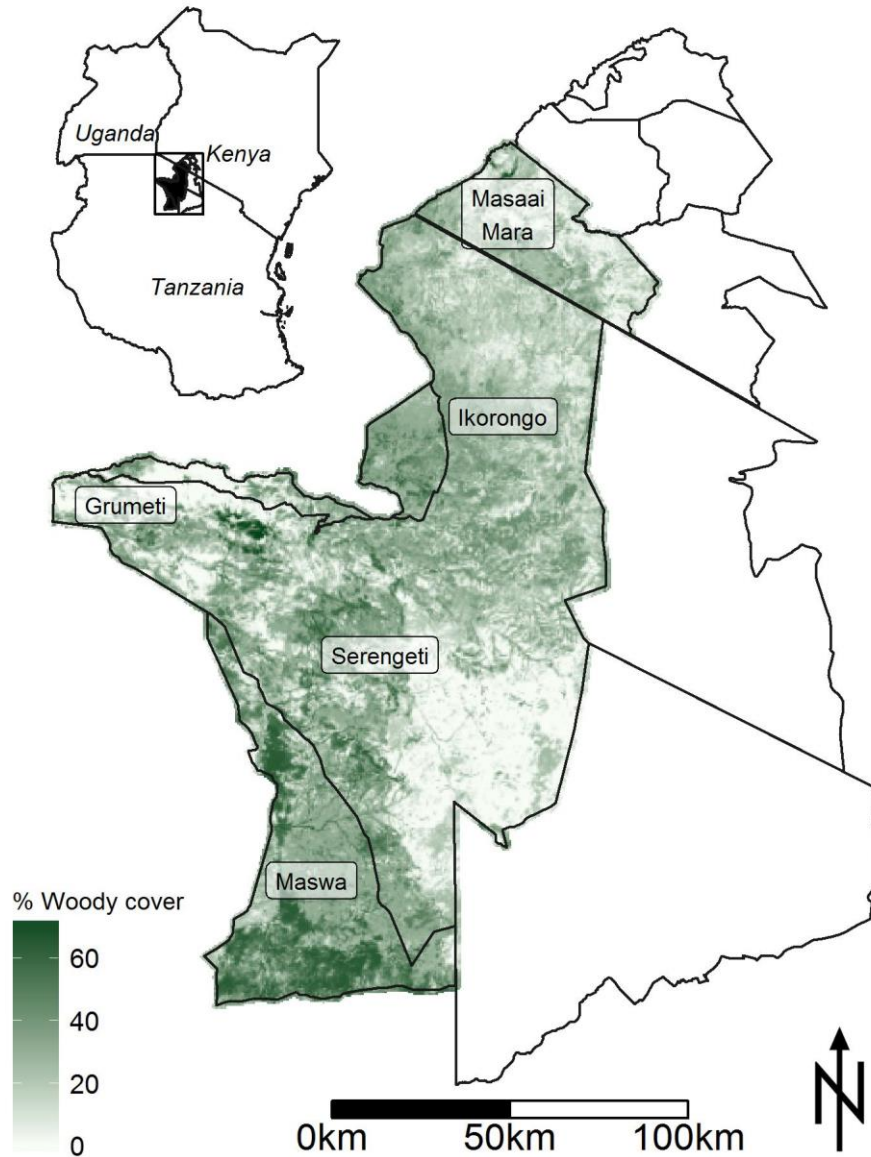 Uganda
Kenya
Tanzania
Masaai
Mara
Ikorongo
Grumeti
Serengeti
Maswa
% Woody cover
60
40
20
0
0km 50km 100km
N